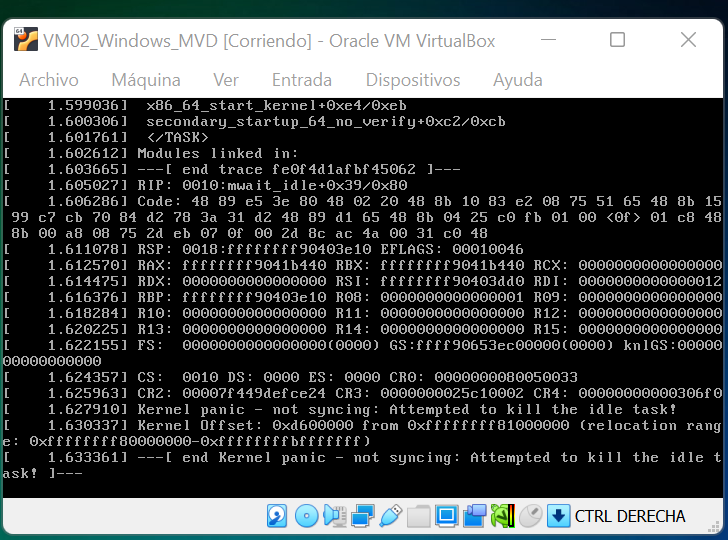 VM02_Windows_MVD [Corriendo] - Oracle VM VirtualBox
Archivo Máquina Ver Entrada Dispositivos Ayuda
[    1.599036]  x86_64_start_kernel+0xe4/0xeb
[    1.600306]  secondary_startup_64_no_verify+0xc2/0xcb
[    1.601761]  </TASK>
[    1.602612] Modules linked in:
[    1.603665] ---[ end trace fe0f4d1afbf45062 ]---
[    1.605027] RIP: 0010:mwait_idle+0x39/0x80
[    1.606286] Code: 48 89 e5 3e 80 48 02 20 48 8b 10 83 e2 08 75 51 65 48 8b 15
99 c7 cb 70 84 d2 78 3a 31 d2 48 89 d1 65 48 8b 04 25 c0 fb 01 00 <0f> 01 c8 48
8b 00 a8 08 75 2d eb 07 0f 00 2d 8c ac 4a 00 31 c0 48
[    1.611078] RSP: 0018:ffffffff90403e10 EFLAGS: 00010046
[    1.612570] RAX: ffffffff9041b440 RBX: ffffffff9041b440 RCX: 0000000000000000
[    1.614475] RDX: 0000000000000000 RSI: ffffffff90403dd0 RDI: 0000000000000012
[    1.616376] RBP: ffffffff90403e10 R08: 0000000000000001 R09: 0000000000000000
[    1.618284] R10: 0000000000000000 R11: 0000000000000000 R12: 0000000000000000
[    1.620225] R13: 0000000000000000 R14: 0000000000000000 R15: 0000000000000000
[    1.622155] FS:  0000000000000000(0000) GS:ffff90653ec00000(0000) knlGS:00000
00000000000
[    1.624357] CS:  0010 DS: 0000 ES: 0000 CR0: 0000000080050033
[    1.625963] CR2: 00007f449defce24 CR3: 0000000025c10002 CR4: 00000000000306f0
[    1.627910] Kernel panic - not syncing: Attempted to kill the idle task!
[    1.630337] Kernel Offset: 0xd600000 from 0xffffffff81000000 (relocation rang
e: 0xffffffff80000000-0xffffffffbfffffff)
[    1.633361] ---[ end Kernel panic - not syncing: Attempted to kill the idle t
ask! ]---
CTRL DERECHA